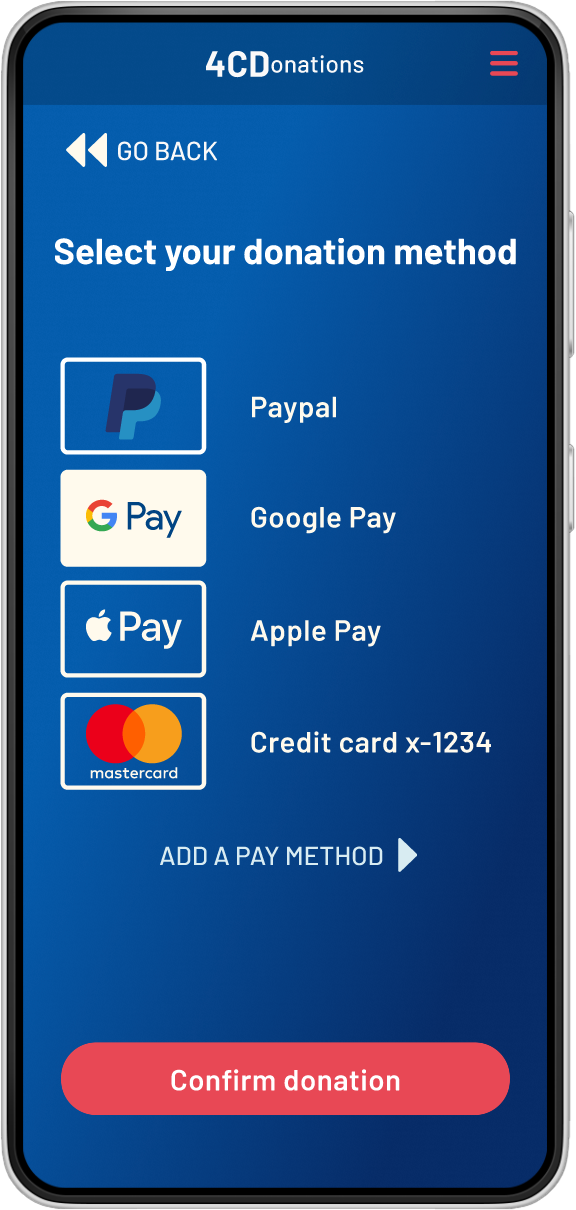 4CDonations
GO BACK
Select your donation method
Paypal
G Pay
Google Pay
Pay
Apple Pay
mastercard
Credit card x-1234
ADD A PAY METHOD
Confirm donation